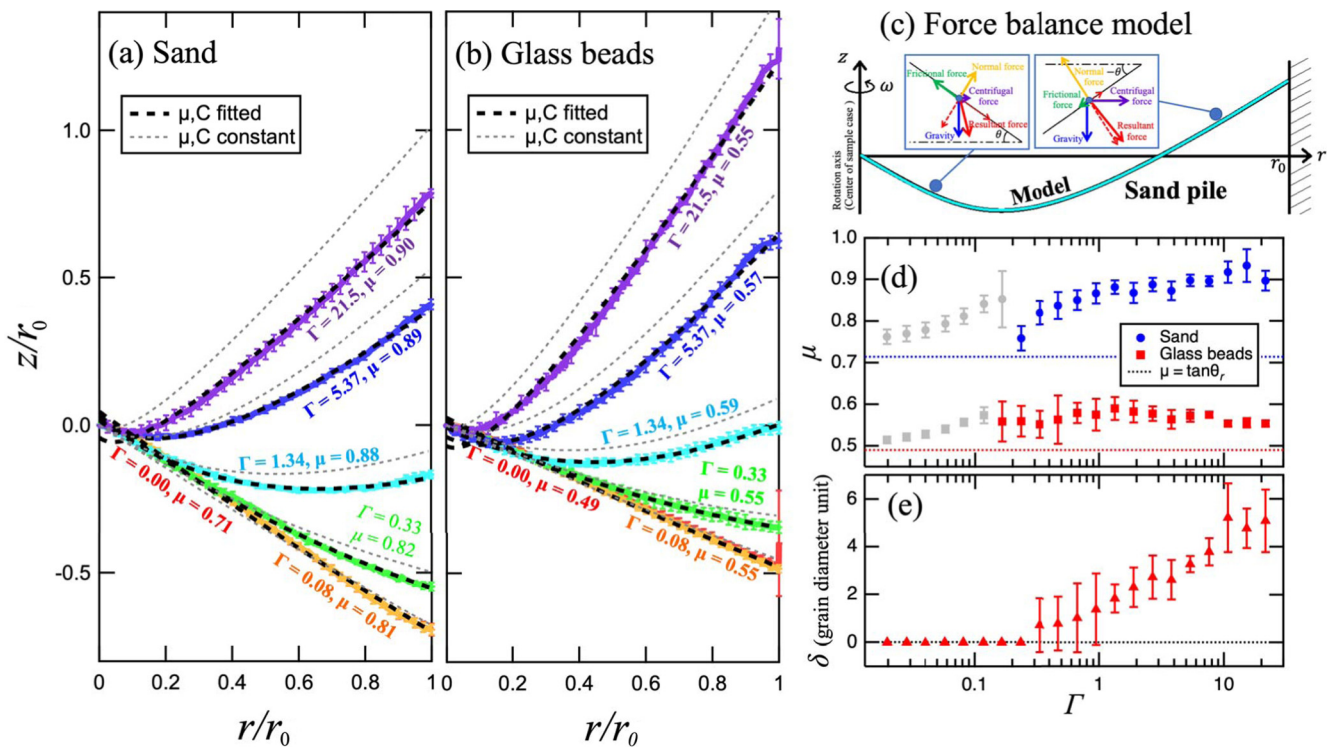 (a) Sand
μ,C fitted
μ,C constant
z/r₀
1.0
0.5
0.0
-0.5
Γ = 21.5, μ = 0.90
Γ = 5.37, μ = 0.89
Γ = 1.34, μ = 0.88
Γ = 0.00, μ = 0.71
Γ = 0.33
μ = 0.82
Γ = 0.08, μ = 0.81
0
0.2
0.4
0.6
0.8
1
r/r₀
(b) Glass beads
μ,C fitted
μ,C constant
Γ = 21.5, μ = 0.55
Γ = 5.37, μ = 0.57
Γ = 1.34, μ = 0.59
Γ = 0.00, μ = 0.49
Γ = 0.33
μ = 0.55
Γ = 0.08, μ = 0.55
0.2
0.4
0.6
0.8
1
r/r₀
(c) Force balance model
z
ω
Rotation axis
(Center of sample case)
Normal force
Frictional force
Centrifugal
force
Resultant force
Gravity
θ
-θ
Normal
force
Frictional
force
Centrifugal
force
Resultant
force
Gravity
r₀
r
Model
Sand pile
(d)
μ
1.0
0.9
0.8
0.7
0.6
0.5
Sand
Glass beads
μ = tanθᵣ
(e)
δ (grain diameter unit)
6
4
2
0
0.1
1
10
Γ